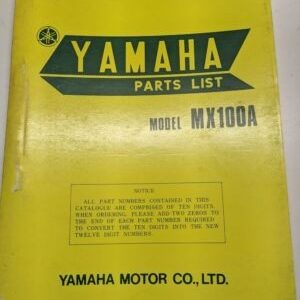 YAMAHA
PARTS LIST
MODEL MX100A
NOTICE
ALL PART NUMBERS CONTAINED IN THIS
CATALOGUE ARE COMPRISED OF TEN DIGITS.
WHEN ORDERING, PLEASE ADD TWO ZEROS TO
THE END OF EACH PART NUMBER REQUIRED
TO CONVERT THE TEN DIGITS INTO THE NEW
TWELVE DIGIT NUMBERS.
YAMAHA MOTOR CO., LTD.